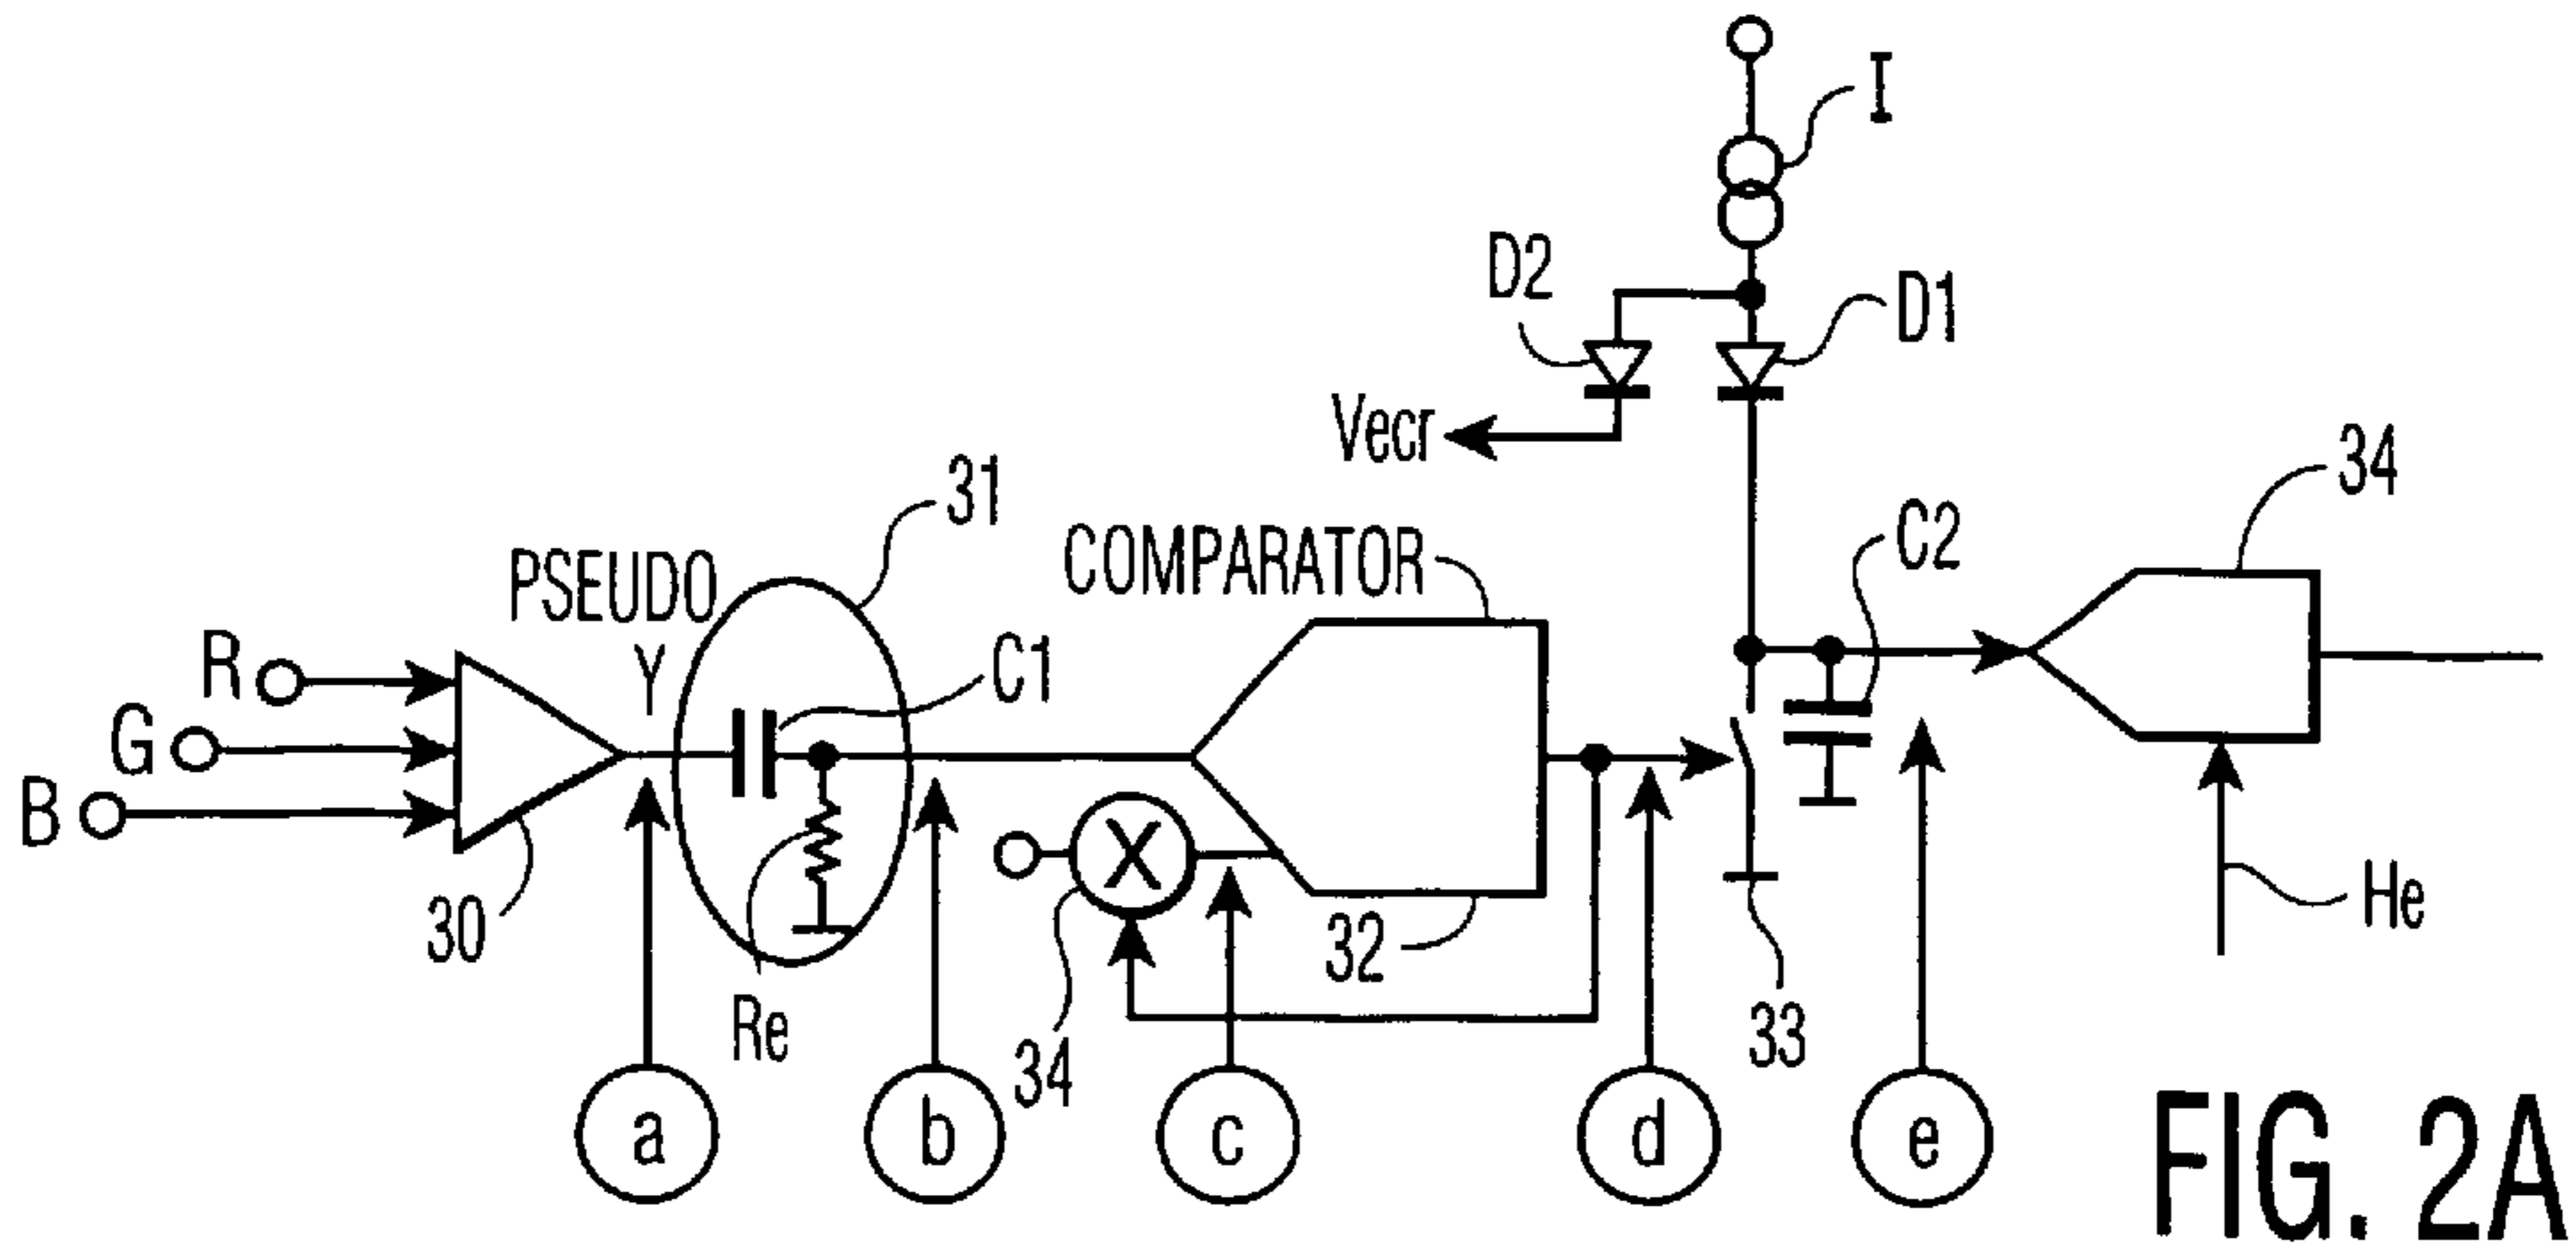 I
D2
D1
Vecr
34
31
C2
COMPARATOR
PSEUDO
Y
R
C1
G
B
He
30
32
Re
33
34
a
b
c
d
e
X
FIG. 2A